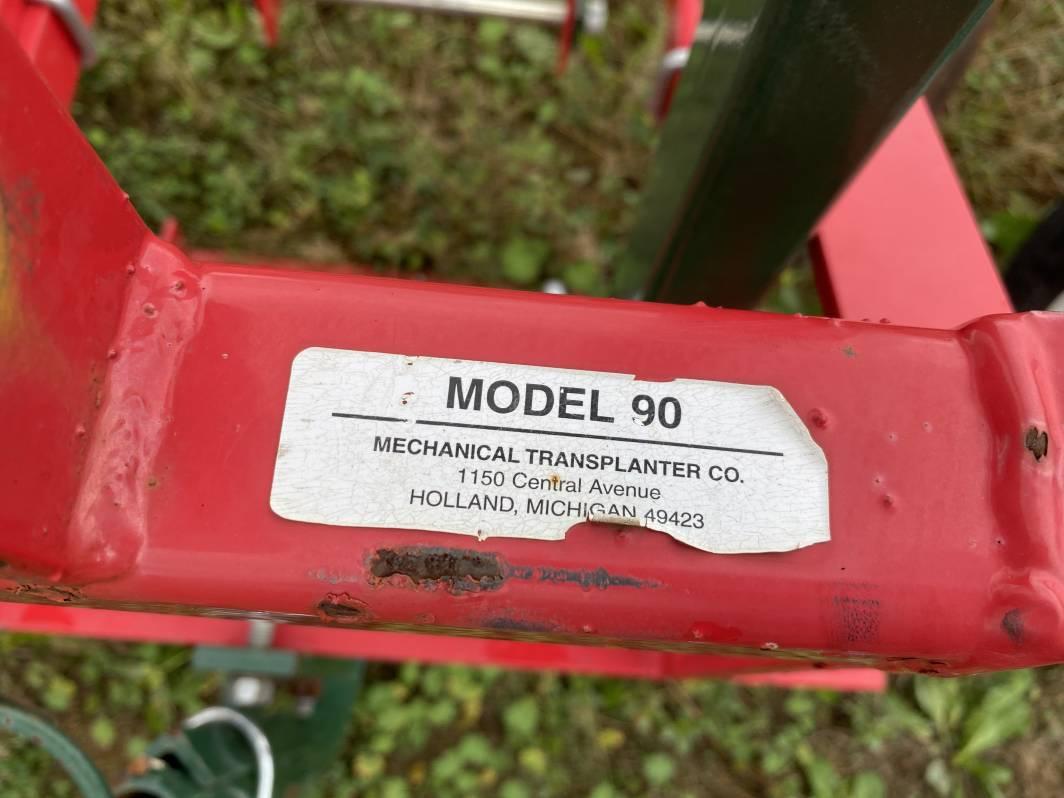 MODEL 90
MECHANICAL TRANSPLANTER CO.
1150 Central Avenue
HOLLAND, MICHIGAN 49423